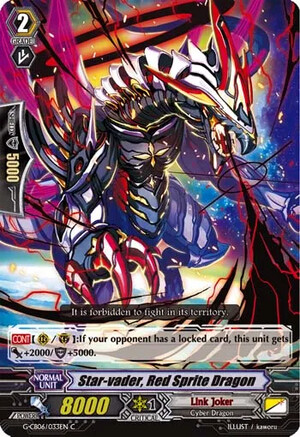 2
GRADE
SHIELD
5000
It is forbidden to fight in its territory.
CONT :If your opponent has a locked card, this unit gets
+2000/ +5000.
NORMAL UNIT
Star-vader, Red Sprite Dragon
POWER
8000
1
CRITICAL
Link Joker
Cyber Dragon
G-CB06/033EN C
ILLUST / kaworu